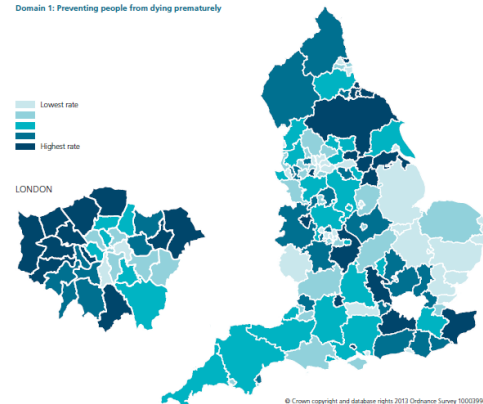 Domain 1: Preventing people from dying prematurely
Lowest rate
Highest rate
LONDON
© Crown copyright and database rights 2013 Ordnance Survey 1000399